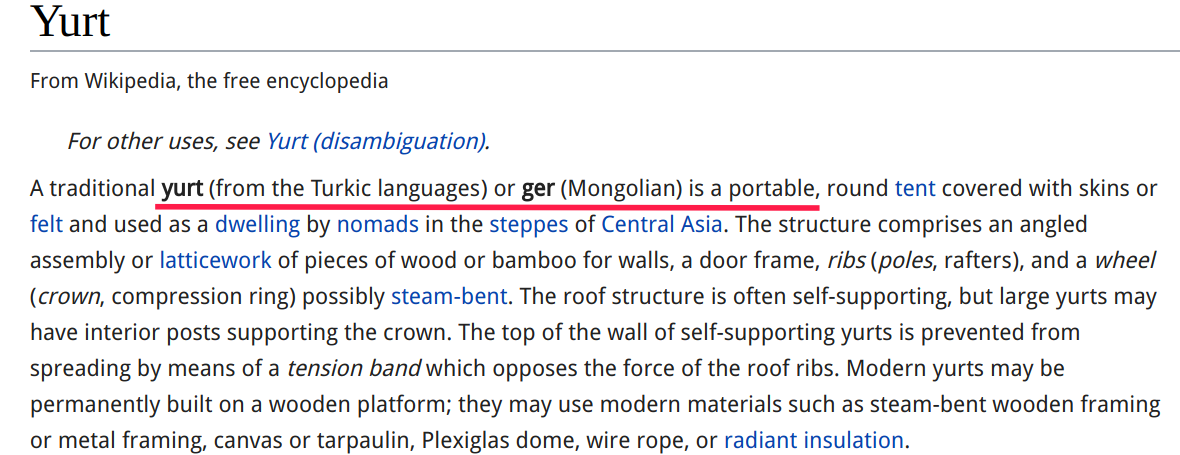 Yurt
From Wikipedia, the free encyclopedia
For other uses, see Yurt (disambiguation).
A traditional yurt (from the Turkic languages) or ger (Mongolian) is a portable, round tent covered with skins or
felt and used as a dwelling by nomads in the steppes of Central Asia. The structure comprises an angled
assembly or latticework of pieces of wood or bamboo for walls, a door frame, ribs (poles, rafters), and a wheel
(crown, compression ring) possibly steam-bent. The roof structure is often self-supporting, but large yurts may
have interior posts supporting the crown. The top of the wall of self-supporting yurts is prevented from
spreading by means of a tension band which opposes the force of the roof ribs. Modern yurts may be
permanently built on a wooden platform; they may use modern materials such as steam-bent wooden framing
or metal framing, canvas or tarpaulin, Plexiglas dome, wire rope, or radiant insulation.